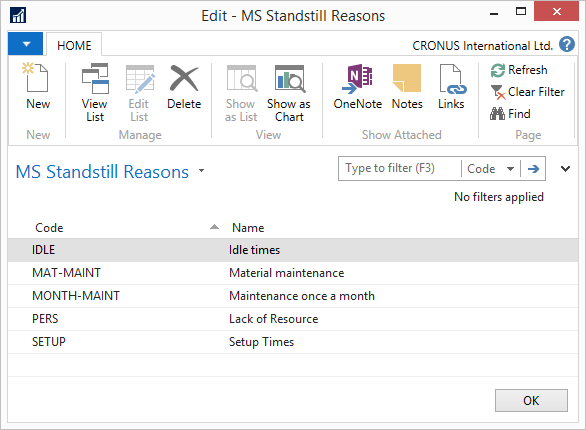 Edit - MS Standstill Reasons
HOME
CRONUS International Ltd.
New
View List
Edit List
Delete
Show as List
Show as Chart
OneNote
Notes
Links
Refresh
Clear Filter
Find
New
Manage
View
Show Attached
Page
MS Standstill Reasons
Type to filter (F3)
Code
No filters applied
Code Name
IDLE Idle times
MAT-MAINT Material maintenance
MONTH-MAINT Maintenance once a month
PERS Lack of Resource
SETUP Setup Times
OK